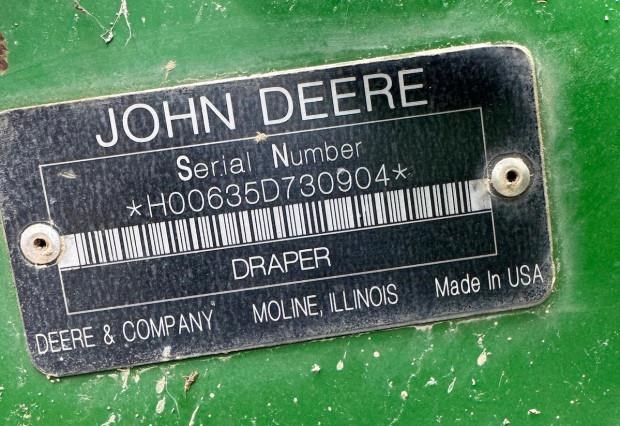 JOHN DEERE
Serial Number
*H00635D730904*
DRAPER
DEERE & COMPANY MOLINE, ILLINOIS Made In USA